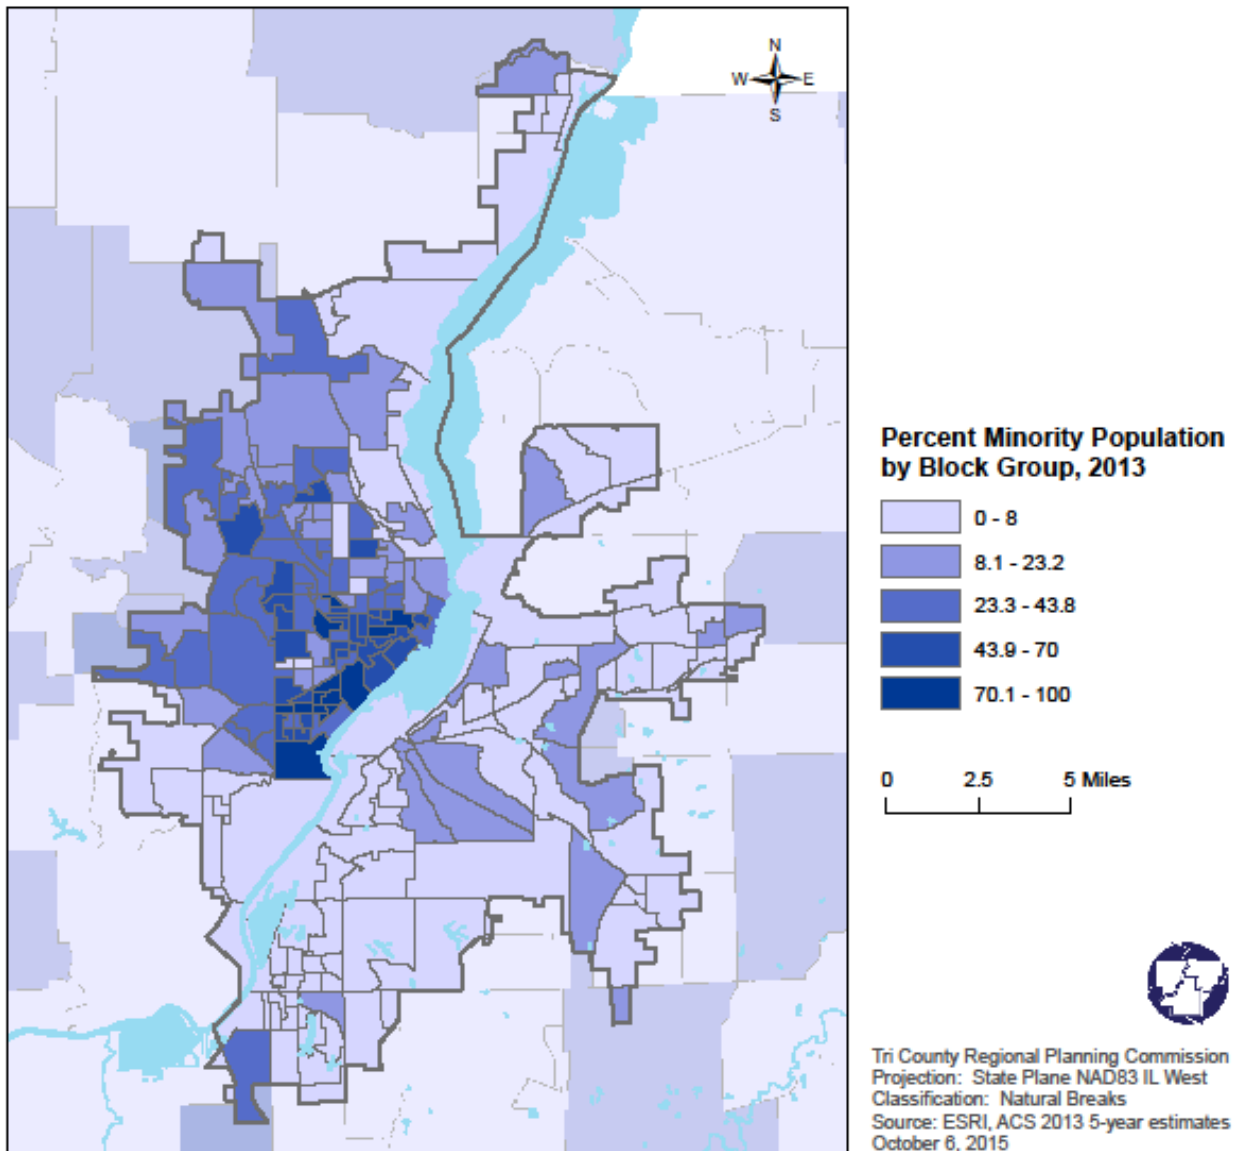 N
W E
S
Percent Minority Population
by Block Group, 2013
0 - 8
8.1 - 23.2
23.3 - 43.8
43.9 - 70
70.1 - 100
0 2.5 5 Miles
Tri County Regional Planning Commission
Projection: State Plane NAD83 IL West
Classification: Natural Breaks
Source: ESRI, ACS 2013 5-year estimates
October 6, 2015